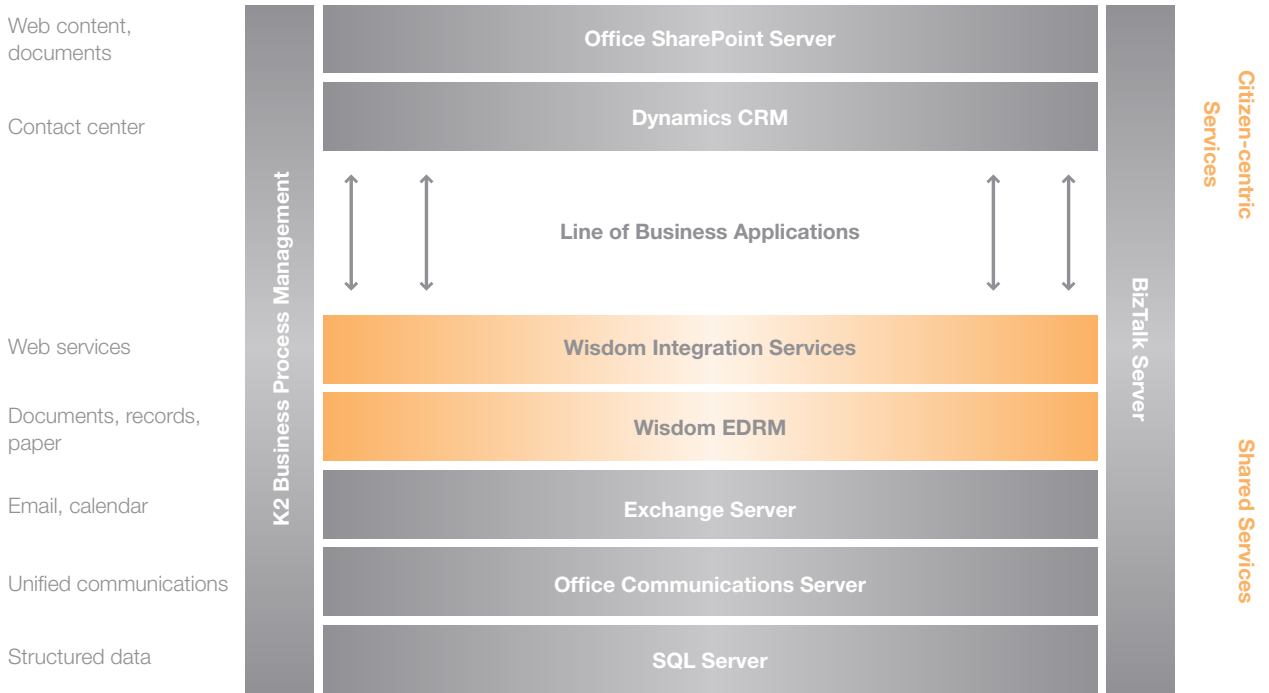 Web content,
documents
Office SharePoint Server
Contact center
Dynamics CRM
K2 Business Process Management
Line of Business Applications
BizTalk Server
Citizen-centric
Services
Web services
Wisdom Integration Services
Documents, records,
paper
Wisdom EDRM
Email, calendar
Exchange Server
Shared Services
Unified communications
Office Communications Server
Structured data
SQL Server